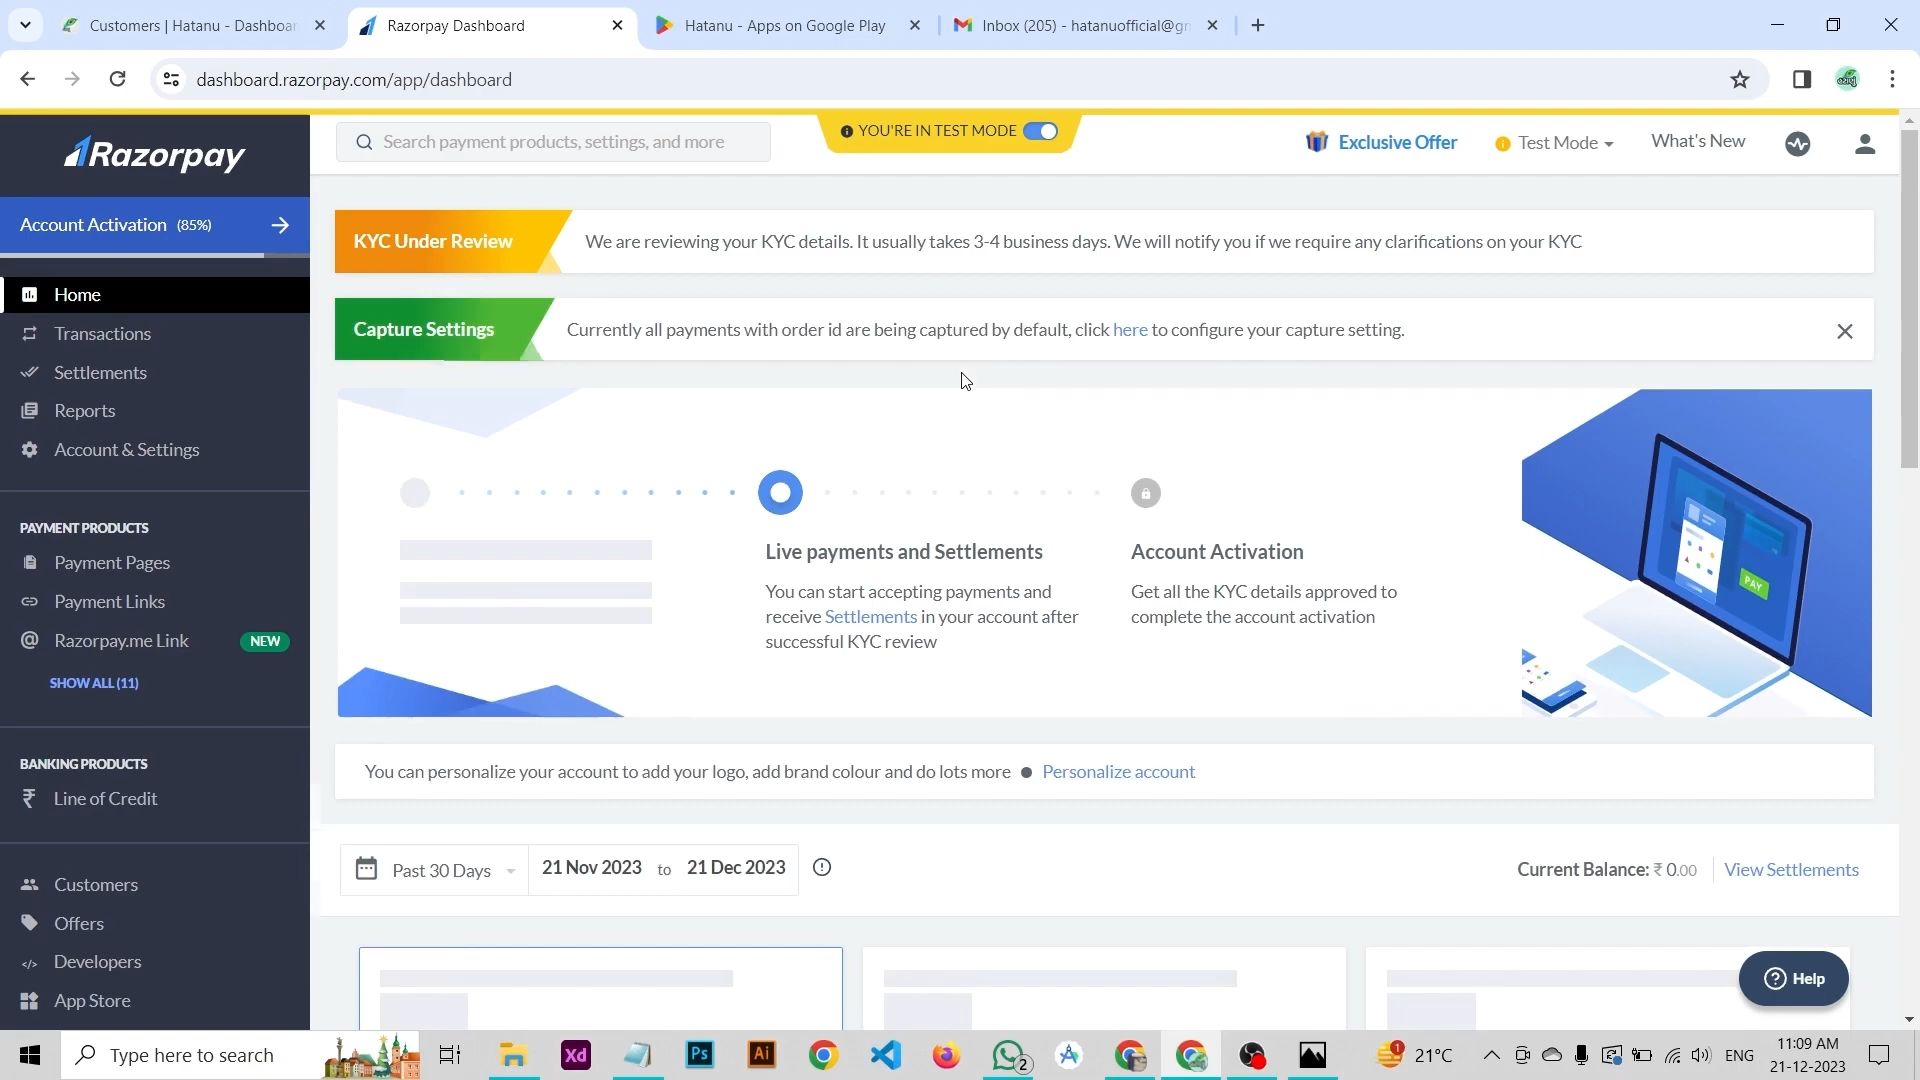 Customers | Hatanu - Dashboar
Razorpay Dashboard
Hatanu - Apps on Google Play
Inbox (205) - hatanuofficial@gn
dashboard.razorpay.com/app/dashboard
Razorpay
Search payment products, settings, and more
YOU'RE IN TEST MODE
Exclusive Offer
Test Mode
What's New
Account Activation (85%)
KYC Under Review
We are reviewing your KYC details. It usually takes 3-4 business days. We will notify you if we require any clarifications on your KYC
Capture Settings
Currently all payments with order id are being captured by default, click here to configure your capture setting.
Home
Transactions
Settlements
Reports
Account & Settings
PAYMENT PRODUCTS
Payment Pages
Payment Links
Razorpay.me Link NEW
SHOW ALL (11)
BANKING PRODUCTS
Line of Credit
Customers
Offers
Developers
App Store
Live payments and Settlements
You can start accepting payments and
receive Settlements in your account after
successful KYC review
Account Activation
Get all the KYC details approved to
complete the account activation
PAY
You can personalize your account to add your logo, add brand colour and do lots more ● Personalize account
Past 30 Days
21 Nov 2023 to 21 Dec 2023
Current Balance: ₹ 0.00
View Settlements
Help
Type here to search
Xd
Ps
Ai
2
1
21°C
ENG
11:09 AM
21-12-2023